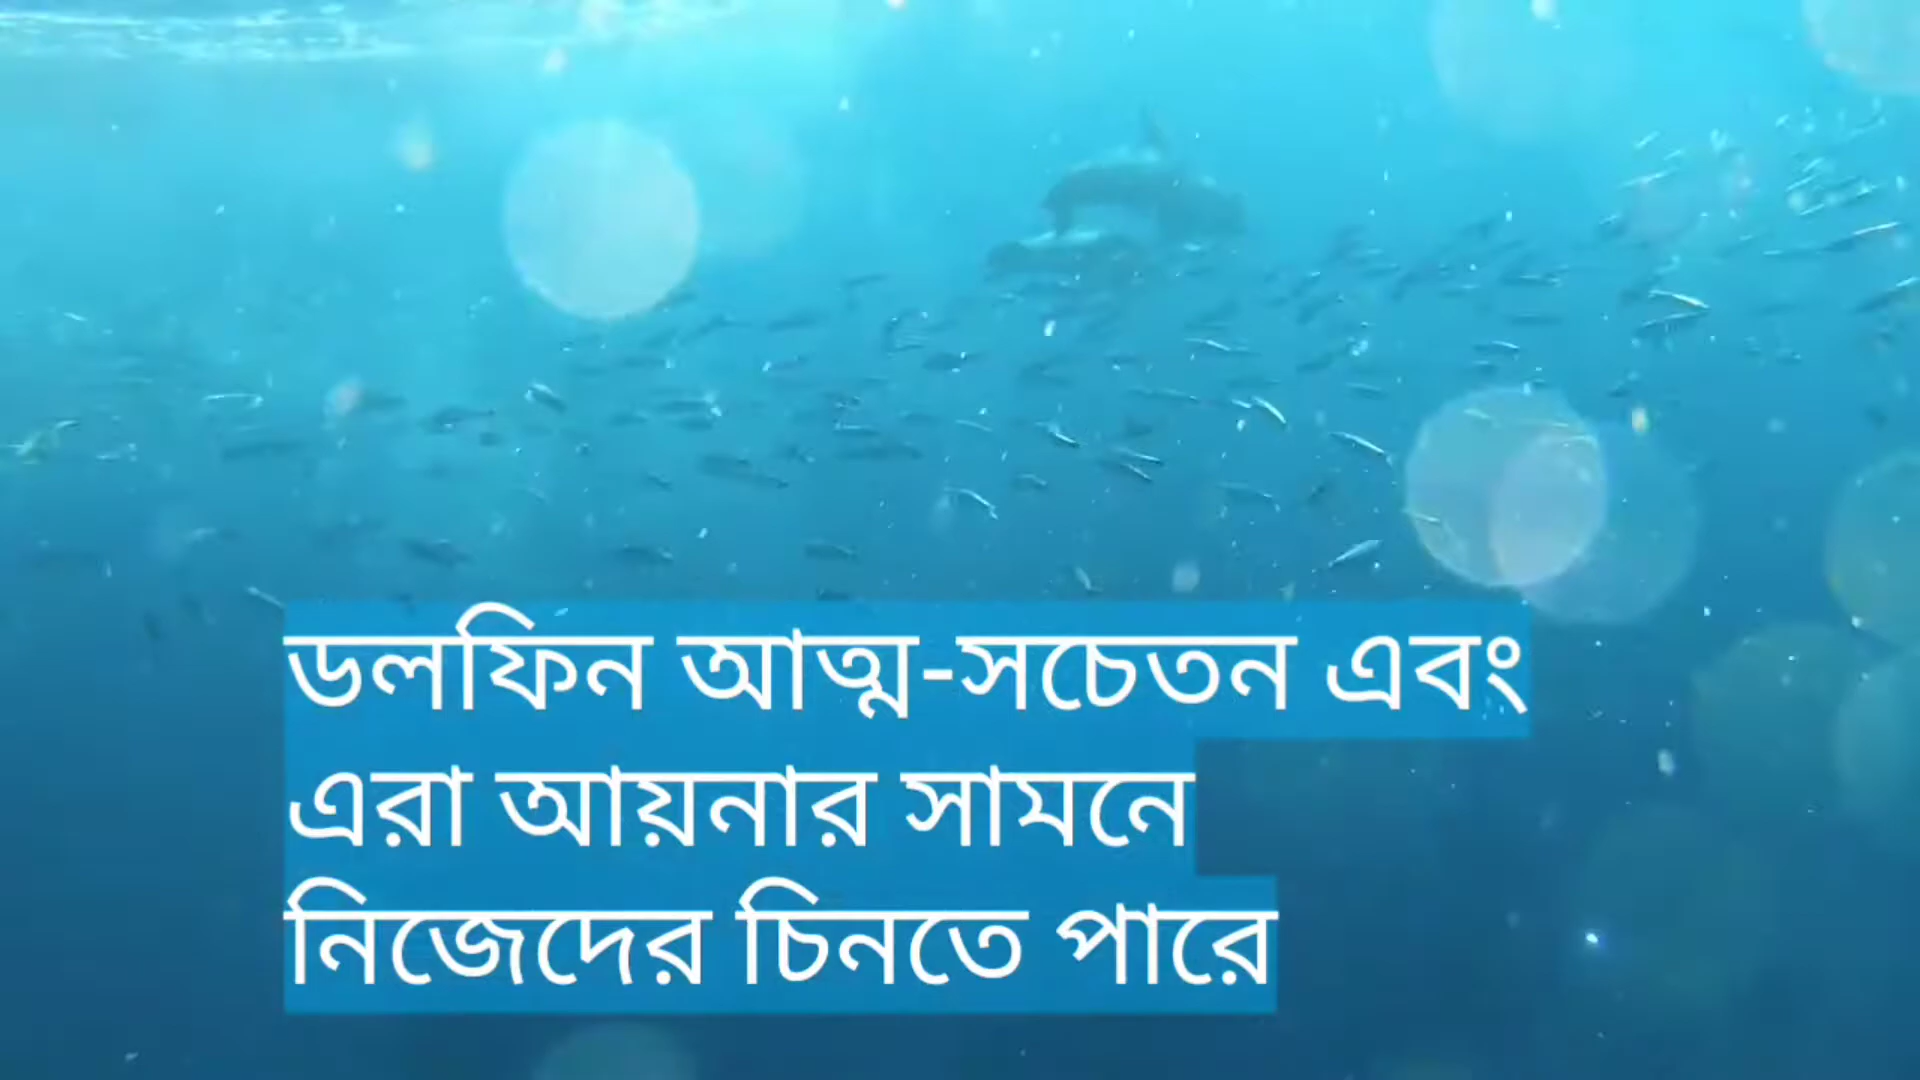 ডলফিন আত্ম-সচেতন এবং
এরা আয়নার সামনে
নিজেদের চিনতে পারে